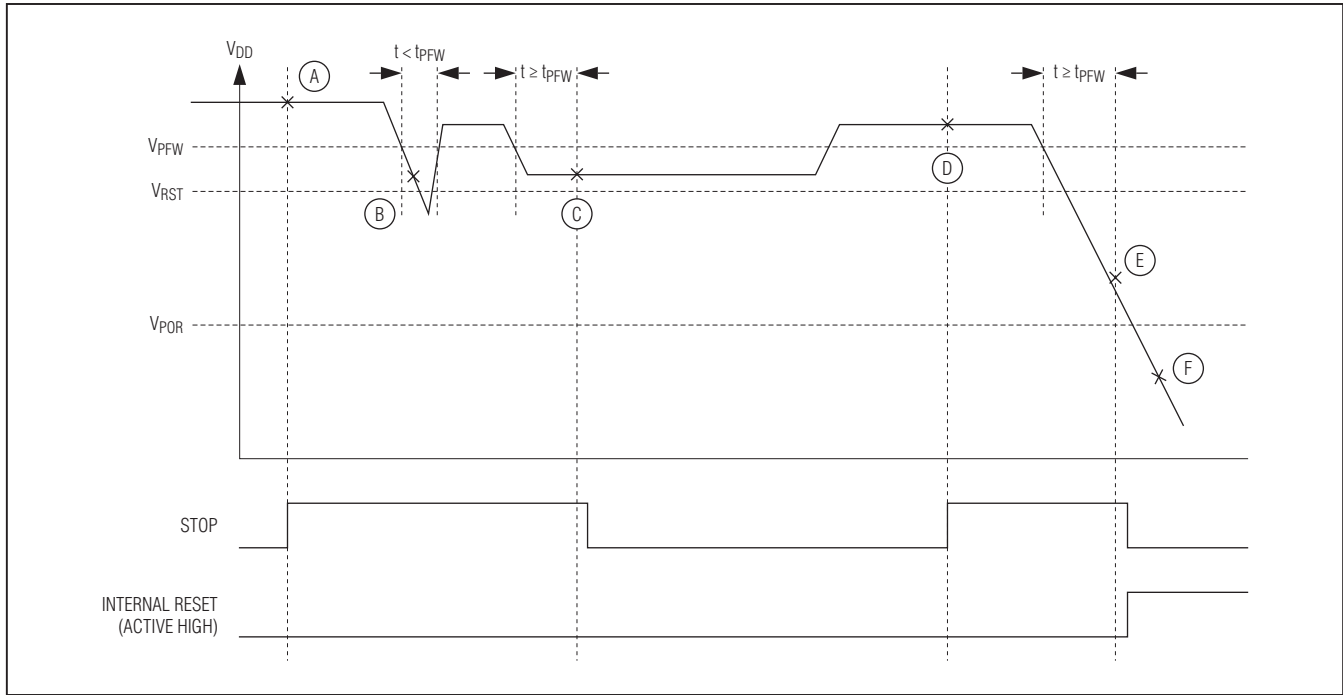 VDD
t < tPFW
t ≥ tPFW
t ≥ tPFW
A
VPFW
D
VRST
B
C
E
VPOR
F
STOP
INTERNAL RESET
(ACTIVE HIGH)